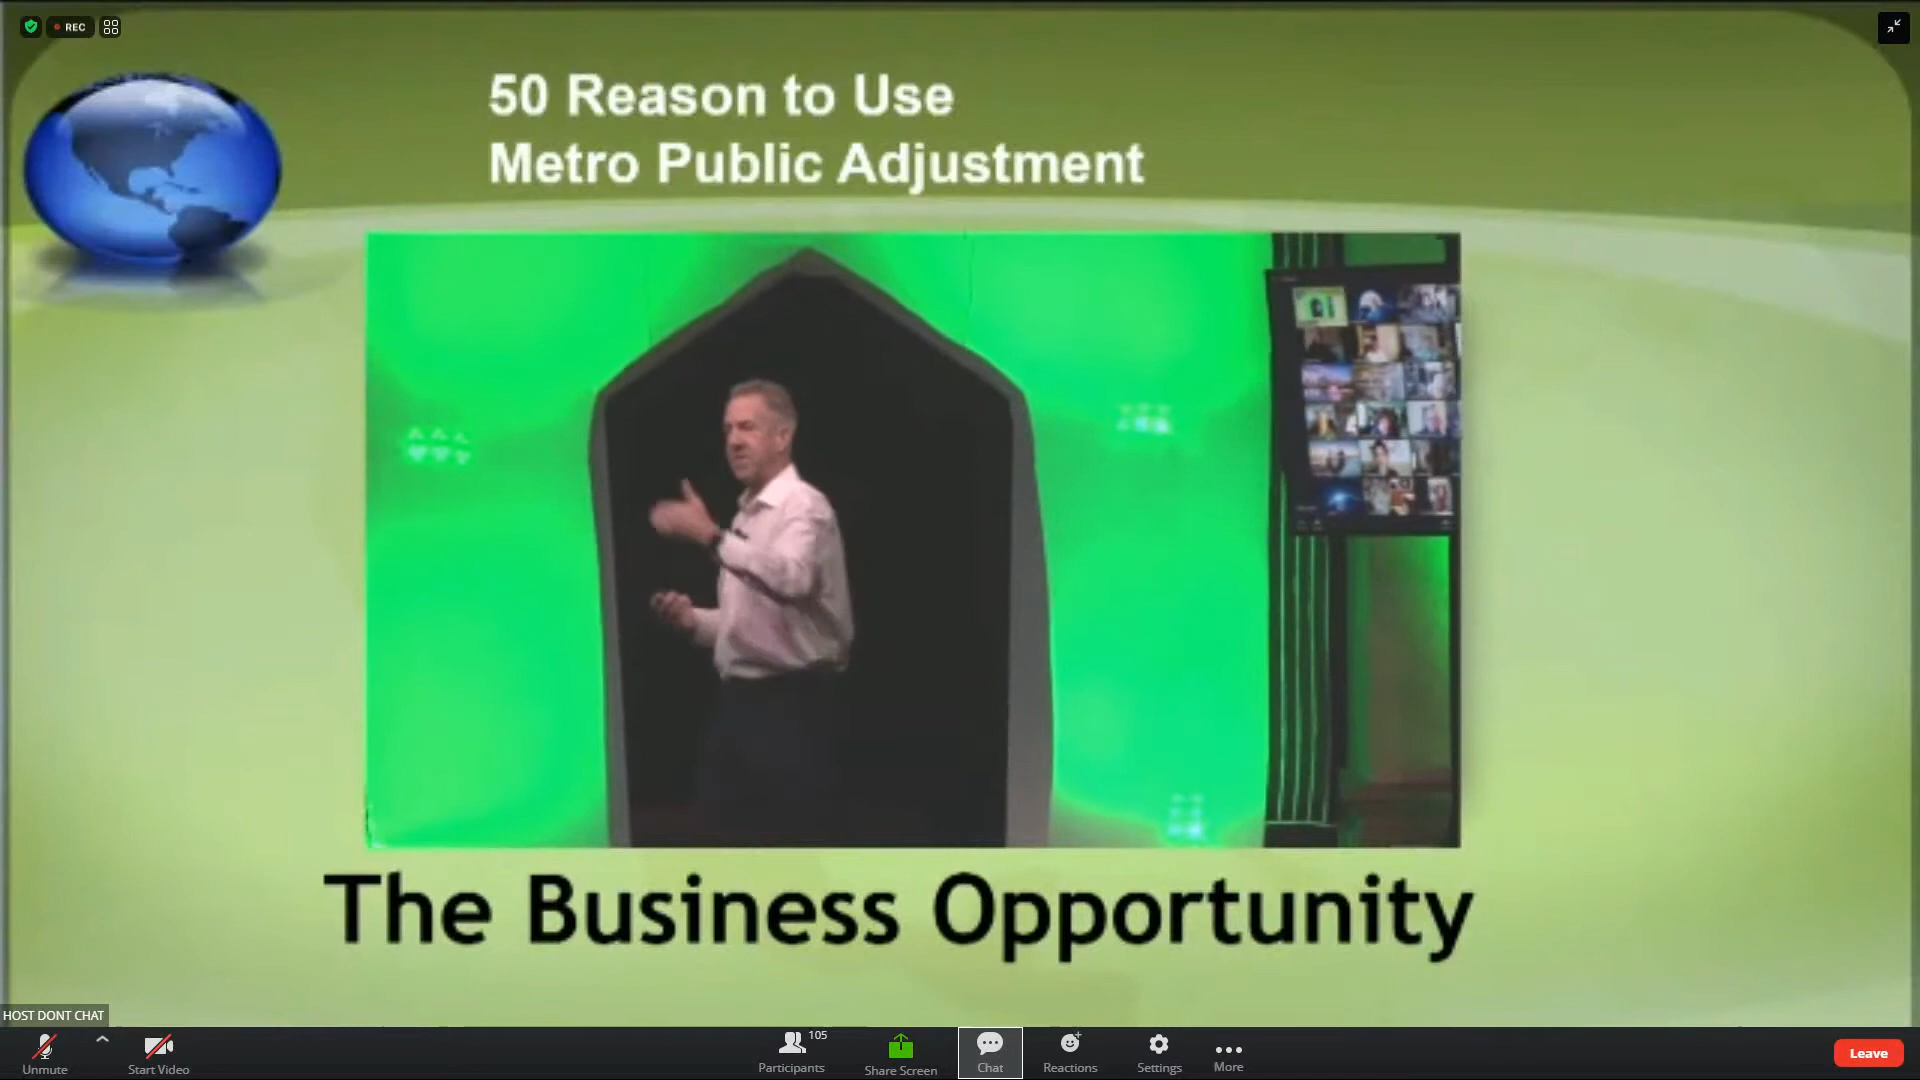 REC
50 Reason to Use
Metro Public Adjustment
The Business Opportunity
HOST DONT CHAT
Unmute
Start Video
Participants
105
Share Screen
Chat
Reactions
Settings
More
Leave